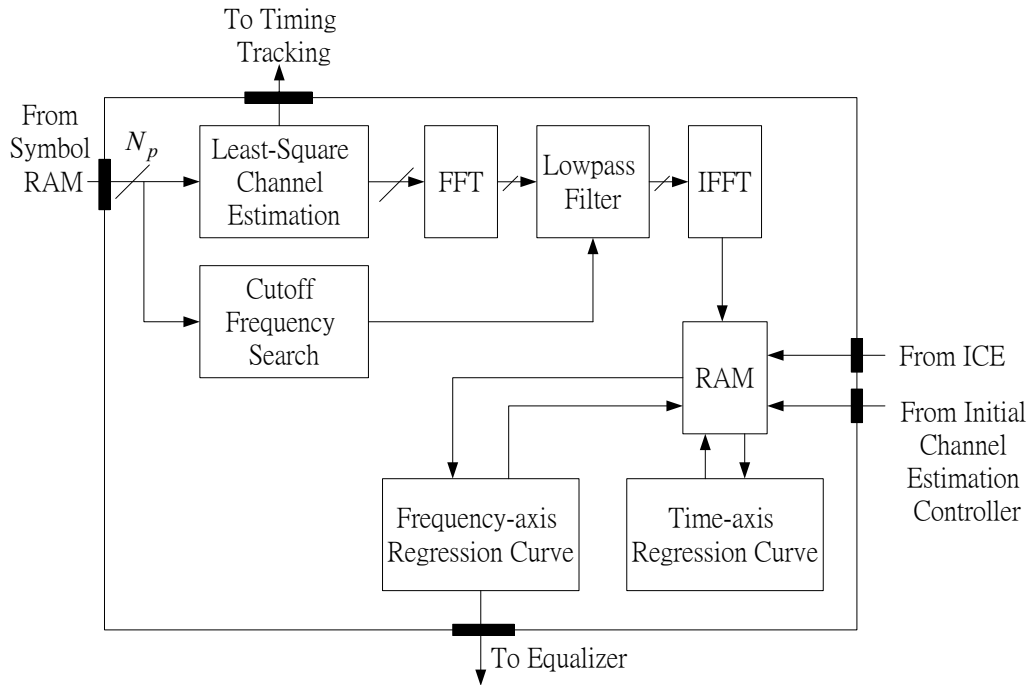 To Timing
Tracking
From
Symbol
RAM
N_p
Least-Square
Channel
Estimation
FFT
Lowpass
Filter
IFFT
Cutoff
Frequency
Search
RAM
From ICE
From Initial
Channel
Estimation
Controller
Frequency-axis
Regression Curve
Time-axis
Regression Curve
To Equalizer